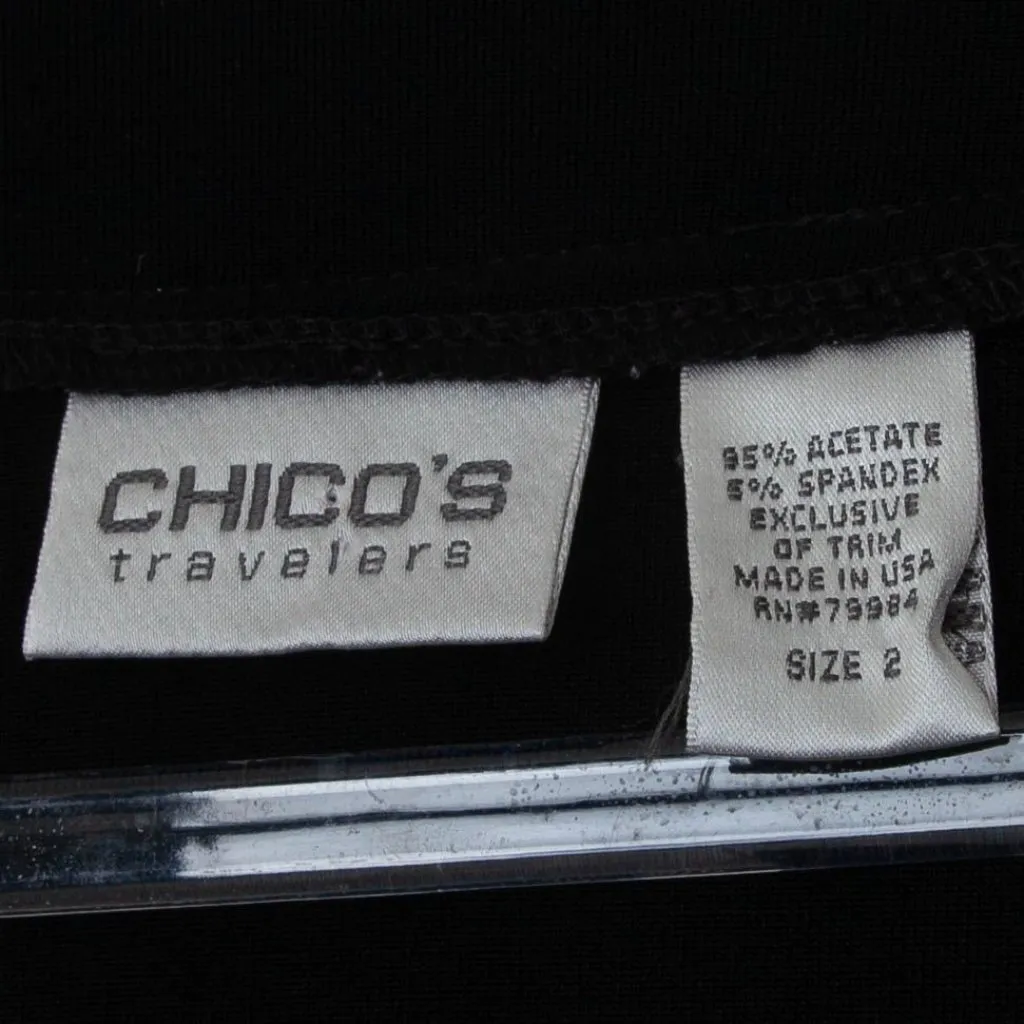 CHICO'S
travelers
95% ACETATE
5% SPANDEX
EXCLUSIVE
OF TRIM
MADE IN USA
RN#79984
SIZE 2